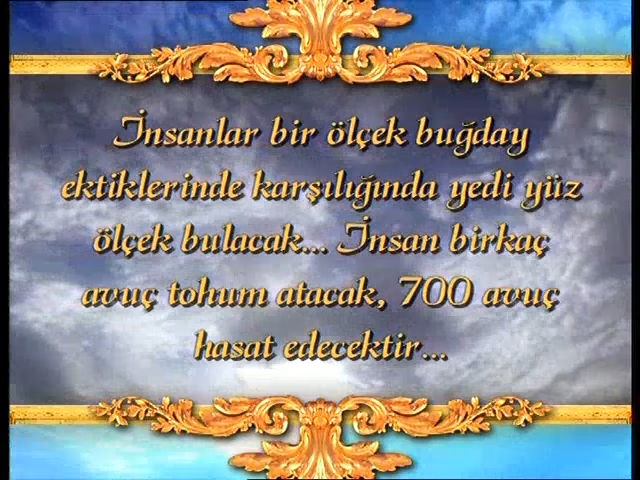 İnsanlar bir ölçek buğday
ektiklerinde karşılığında yedi yüz
ölçek bulacak... İnsan birkaç
avuç tohum atacak, 700 avuç
hasat edecektir...